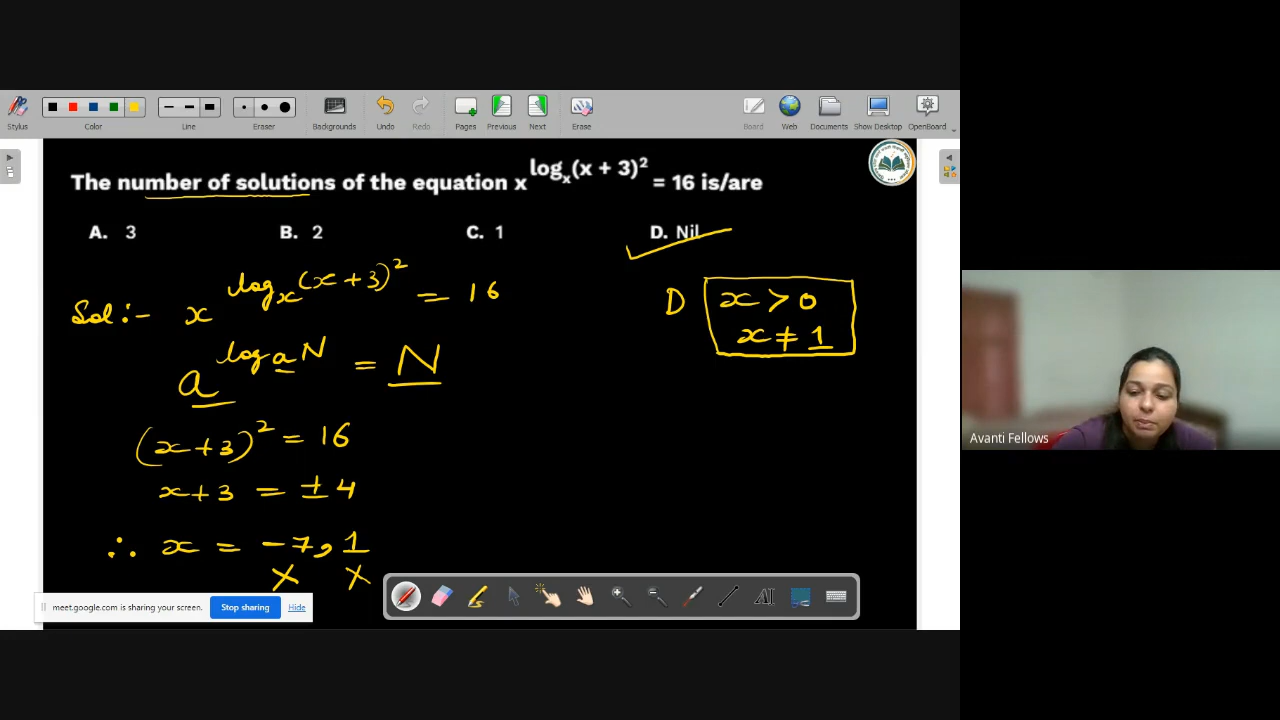 Stylus
Color
Line
Eraser
Backgrounds
Undo
Redo
Pages
Previous
Next
Erase
Board
Web
Documents
Show Desktop
OpenBoard
The number of solutions of the equation x^log_x(x + 3)^2 = 16 is/are
A. 3
B. 2
C. 1
D. Nil
Sol:- x^log_x(x+3)^2 = 16
D x > 0
x ≠ 1
a^log_a N = N
(x+3)^2 = 16
x+3 = ±4
∴ x = -7, 1
x x
meet.google.com is sharing your screen.
Stop sharing
Hide
AI
Avanti Fellows